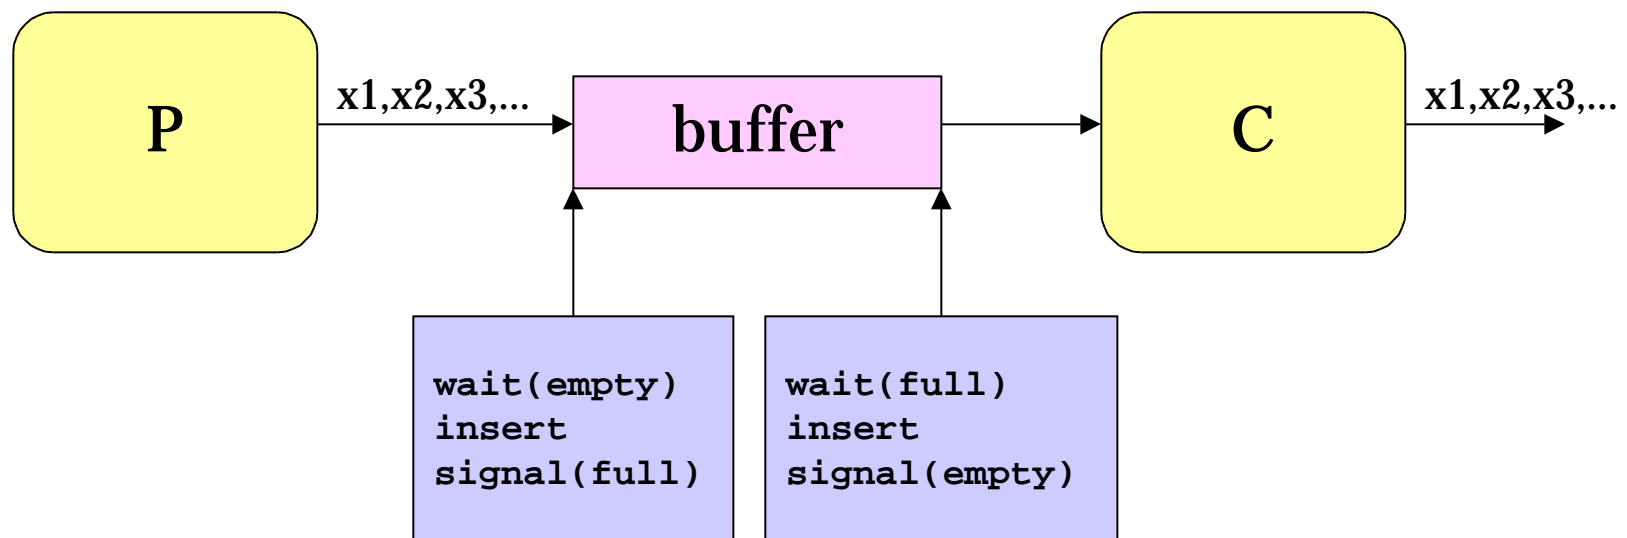 P
x1,x2,x3,...
buffer
C
x1,x2,x3,...
wait(empty)
insert
signal(full)
wait(full)
insert
signal(empty)